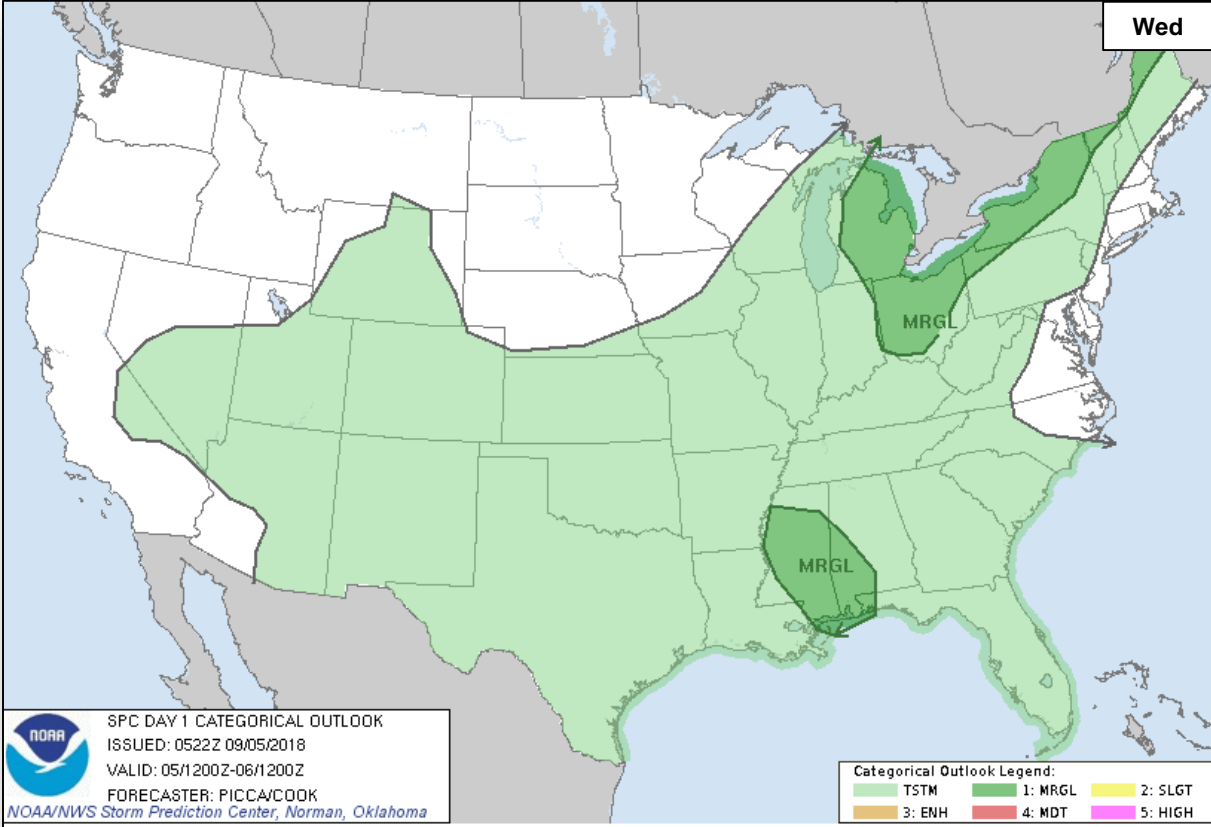 Wed
MRGL
MRGL
NOAA
SPC DAY 1 CATEGORICAL OUTLOOK
ISSUED: 0522Z 09/05/2018
VALID: 05/1200Z-06/1200Z
FORECASTER: PICCA/COOK
NOAA/NWS Storm Prediction Center, Norman, Oklahoma
Categorical Outlook Legend:
TSTM 1: MRGL 2: SLGT
3: ENH 4: MDT 5: HIGH